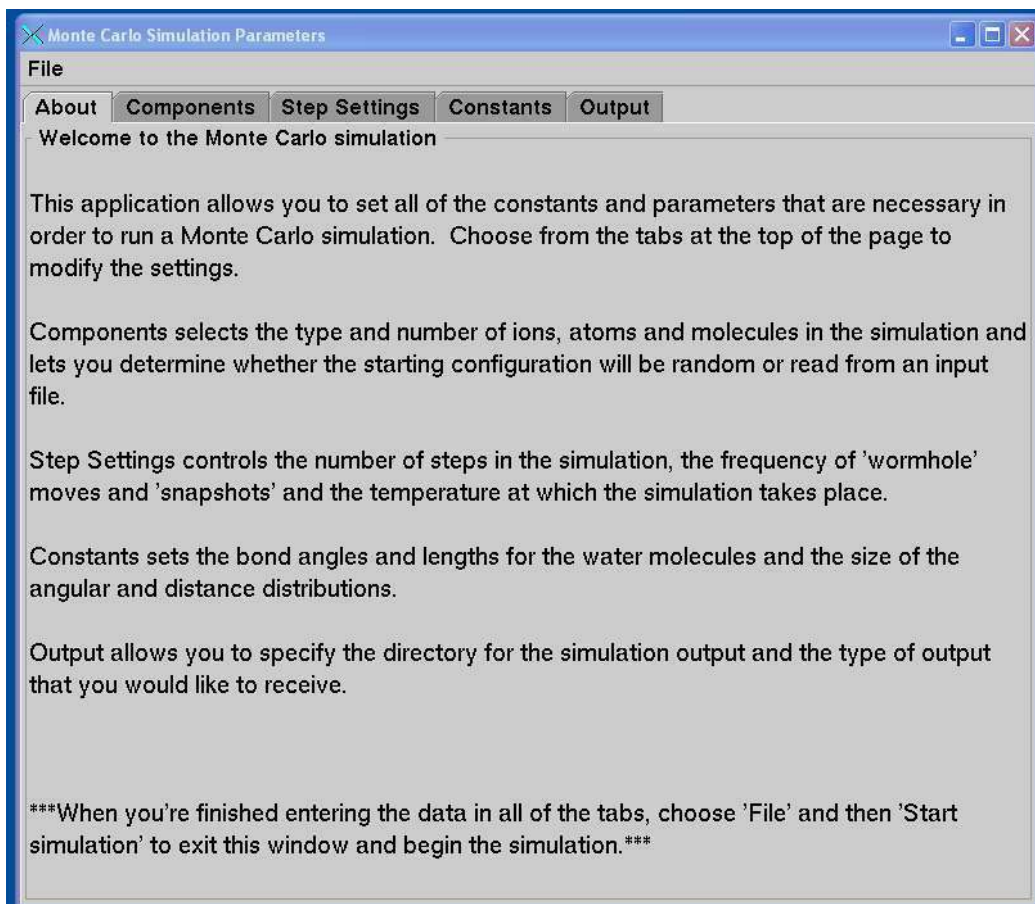 Monte Carlo Simulation Parameters
File
About Components Step Settings Constants Output
Welcome to the Monte Carlo simulation
This application allows you to set all of the constants and parameters that are necessary in
order to run a Monte Carlo simulation.  Choose from the tabs at the top of the page to
modify the settings.
Components selects the type and number of ions, atoms and molecules in the simulation and
lets you determine whether the starting configuration will be random or read from an input
file.
Step Settings controls the number of steps in the simulation, the frequency of 'wormhole'
moves and 'snapshots' and the temperature at which the simulation takes place.
Constants sets the bond angles and lengths for the water molecules and the size of the
angular and distance distributions.
Output allows you to specify the directory for the simulation output and the type of output
that you would like to receive.
***When you're finished entering the data in all of the tabs, choose 'File' and then 'Start
simulation' to exit this window and begin the simulation.***